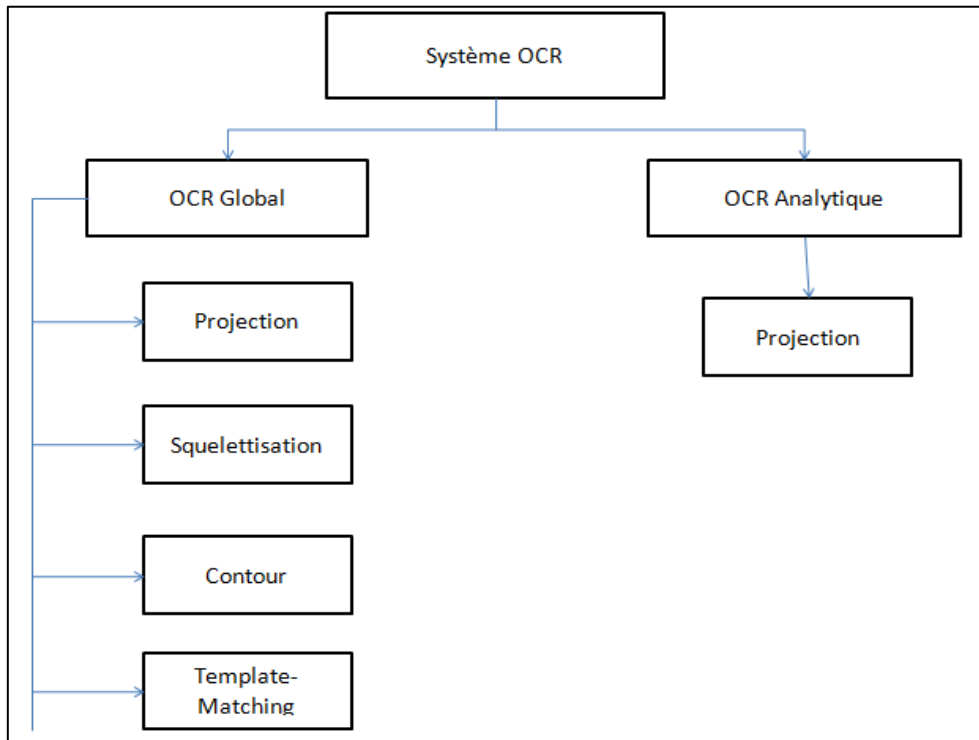 Système OCR
OCR Global
OCR Analytique
Projection
Projection
Squelettisation
Contour
Template-
Matching